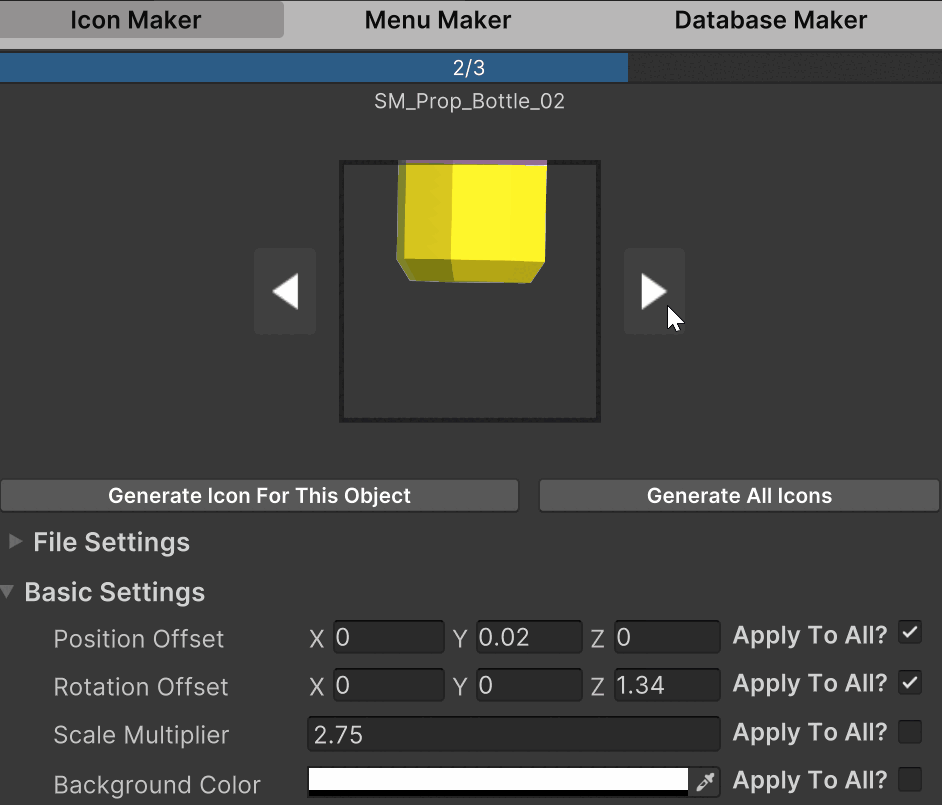 Icon Maker Menu Maker Database Maker
2/3
SM_Prop_Bottle_02
Generate Icon For This Object Generate All Icons
File Settings
Basic Settings
Position Offset X 0 Y 0.02 Z 0 Apply To All?
Rotation Offset X 0 Y 0 Z 1.34 Apply To All?
Scale Multiplier 2.75 Apply To All?
Background Color Apply To All?